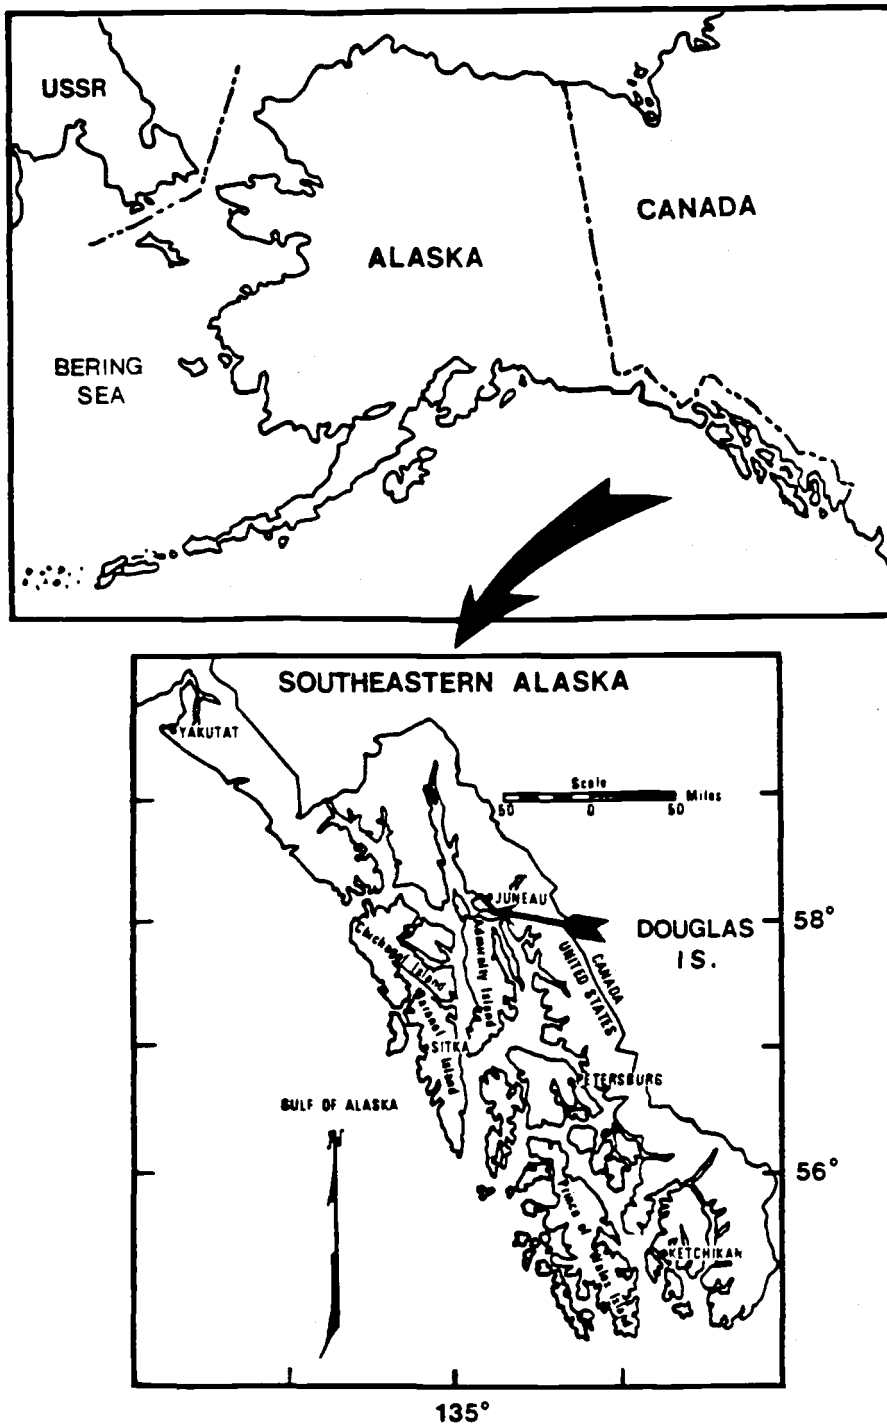 USSR
CANADA
ALASKA
BERING
SEA
SOUTHEASTERN ALASKA
YAKUTAT
Scale
50 0 50 Miles
JUNEAU
DOUGLAS
IS.
58°
Chichagof Island
Admiralty Island
CANADA
UNITED STATES
Baranof Island
SITKA
PETERSBURG
GULF OF ALASKA
N
56°
Prince of Wales Island
KETCHIKAN
135°